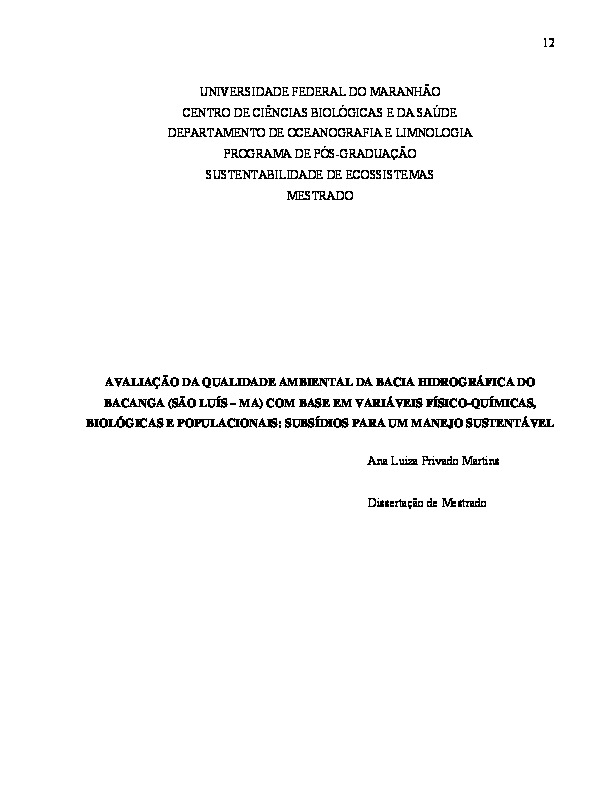 12
UNIVERSIDADE FEDERAL DO MARANHÃO
CENTRO DE CIÊNCIAS BIOLÓGICAS E DA SAÚDE
DEPARTAMENTO DE OCEANOGRAFIA E LIMNOLOGIA
PROGRAMA DE PÓS-GRADUAÇÃO
SUSTENTABILIDADE DE ECOSSISTEMAS
MESTRADO
AVALIAÇÃO DA QUALIDADE AMBIENTAL DA BACIA HIDROGRÁFICA DO
BACANGA (SÃO LUÍS – MA) COM BASE EM VARIÁVEIS FÍSICO-QUÍMICAS,
BIOLÓGICAS E POPULACIONAIS: SUBSÍDIOS PARA UM MANEJO SUSTENTÁVEL
Ana Luiza Privado Martins
Dissertação de Mestrado